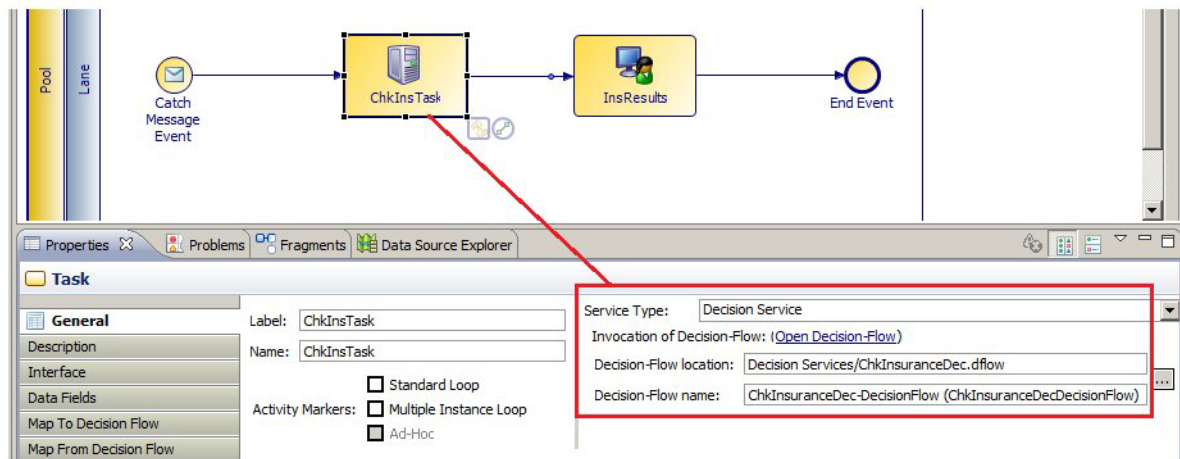 Pool
Lane
Catch
Message
Event
ChkInsTask
InsResults
End Event
Properties
Problems
Fragments
Data Source Explorer
Task
General
Description
Interface
Data Fields
Map To Decision Flow
Map From Decision Flow
Label: ChkInsTask
Name: ChkInsTask
Activity Markers:
Standard Loop
Multiple Instance Loop
Ad-Hoc
Service Type: Decision Service
Invocation of Decision-Flow: (Open Decision-Flow)
Decision-Flow location: Decision Services/ChkInsuranceDec.dflow
Decision-Flow name: ChkInsuranceDec-DecisionFlow (ChkInsuranceDecDecisionFlow)
...